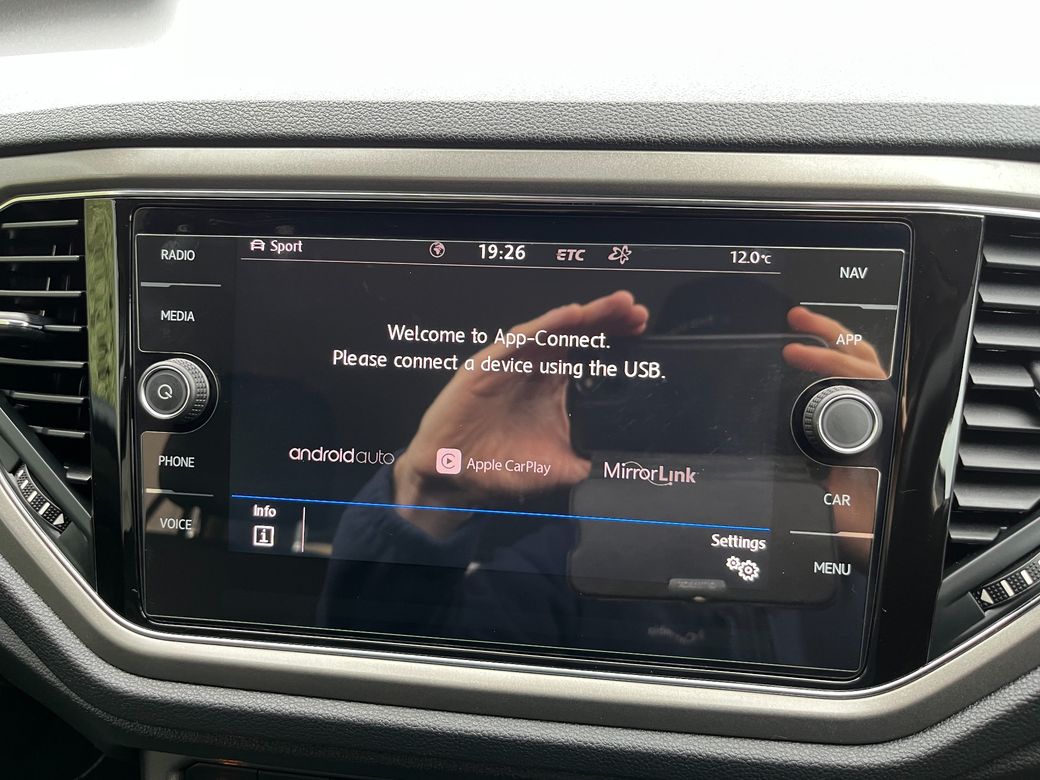 RADIO
MEDIA
PHONE
VOICE
Sport
19:26
ETC
12.0°C
Welcome to App-Connect.
Please connect a device using the USB.
androidauto
Apple CarPlay
MirrorLink
Info
i
Settings
NAV
APP
CAR
MENU